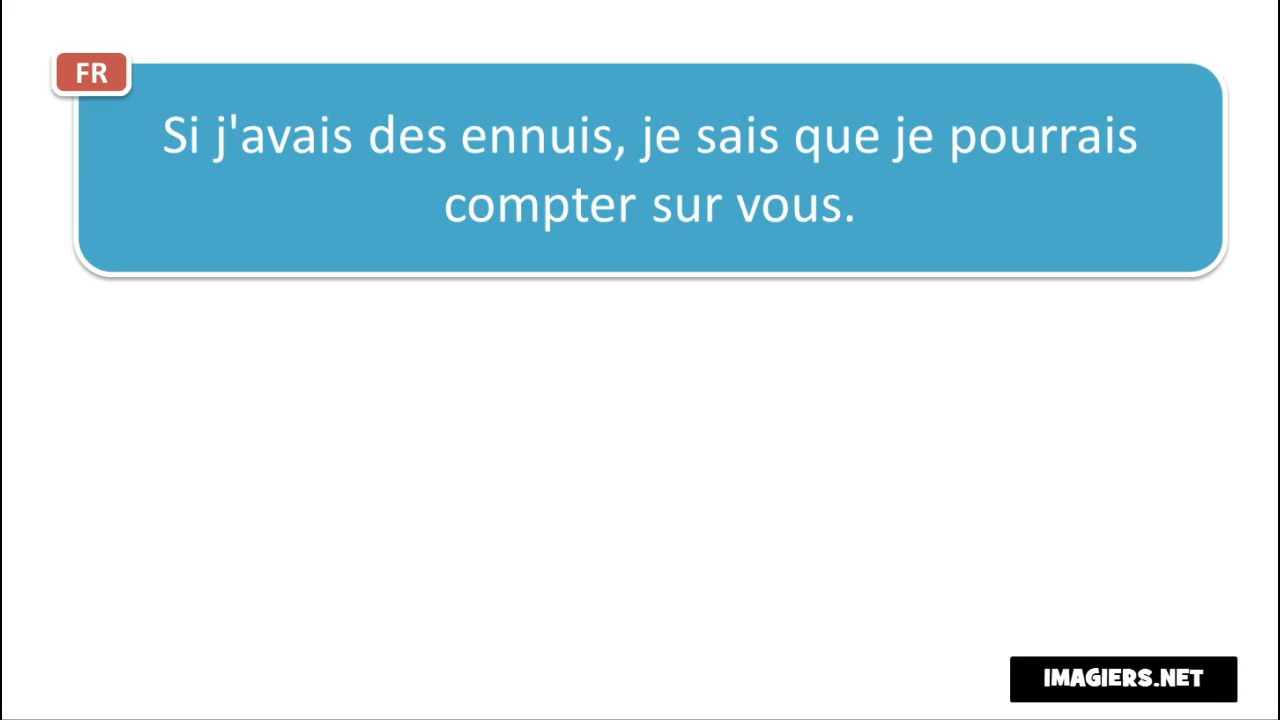 FR
Si j'avais des ennuis, je sais que je pourrais
compter sur vous.
IMAGIERS.NET